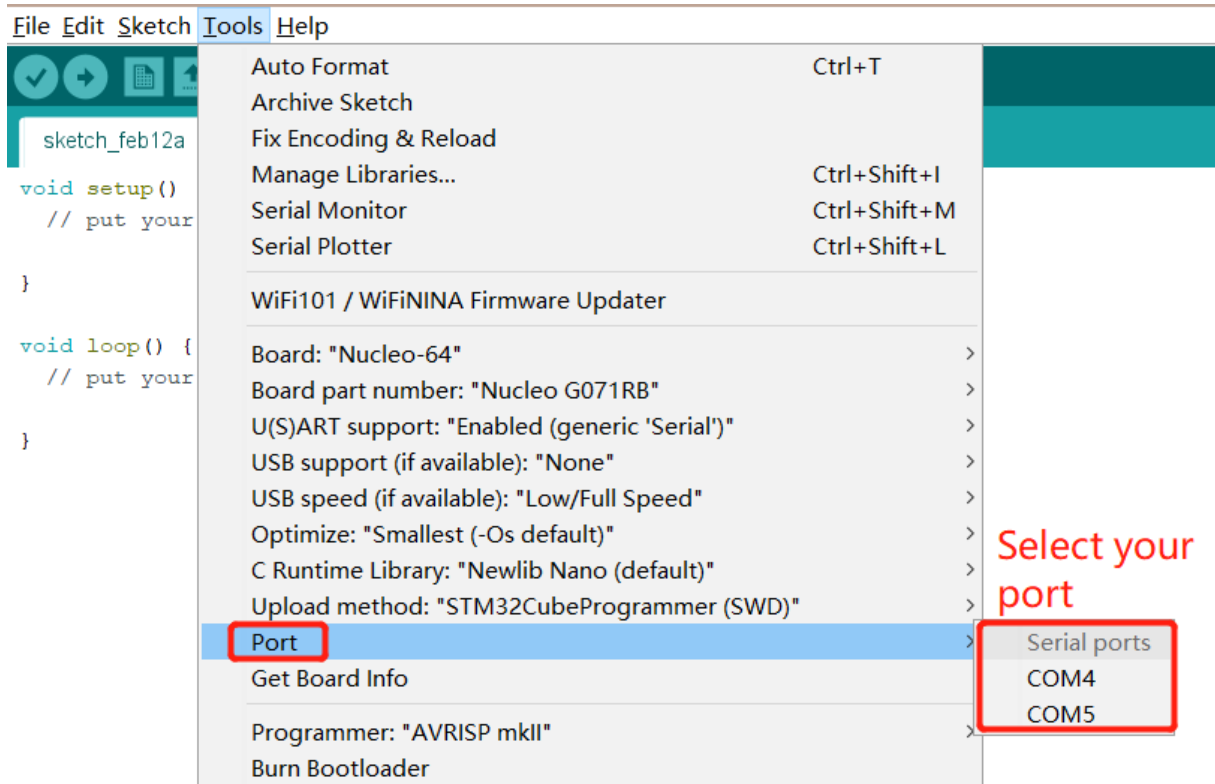 File Edit Sketch Tools Help
sketch_feb12a
void setup()
// put your
}
void loop() {
// put your
}
Auto Format Ctrl+T
Archive Sketch
Fix Encoding & Reload
Manage Libraries... Ctrl+Shift+I
Serial Monitor Ctrl+Shift+M
Serial Plotter Ctrl+Shift+L
WiFi101 / WiFiNINA Firmware Updater
Board: "Nucleo-64"
Board part number: "Nucleo G071RB"
U(S)ART support: "Enabled (generic 'Serial')"
USB support (if available): "None"
USB speed (if available): "Low/Full Speed"
Optimize: "Smallest (-Os default)"
C Runtime Library: "Newlib Nano (default)"
Upload method: "STM32CubeProgrammer (SWD)"
Port
Get Board Info
Programmer: "AVRISP mkII"
Burn Bootloader
Select your
port
Serial ports
COM4
COM5